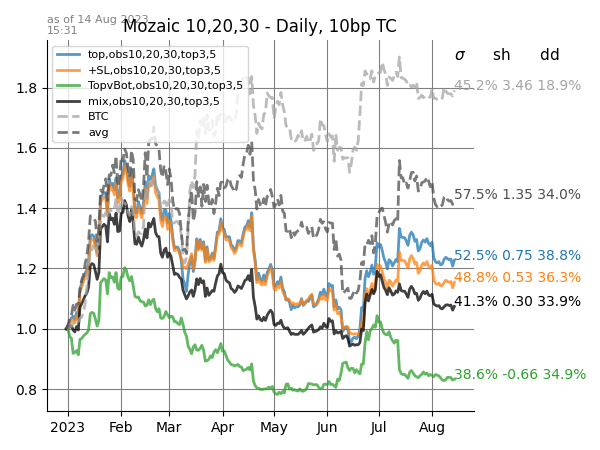 as of 14 Aug 2023
15:31
Mozaic 10,20,30 - Daily, 10bp TC
σ sh dd
top,obs10,20,30,top3,5
+SL,obs10,20,30,top3,5
TopvBot,obs10,20,30,top3,5
mix,obs10,20,30,top3,5
BTC
avg
45.2% 3.46 18.9%
57.5% 1.35 34.0%
52.5% 0.75 38.8%
48.8% 0.53 36.3%
41.3% 0.30 33.9%
38.6% -0.66 34.9%
1.8
1.6
1.4
1.2
1.0
0.8
2023 Feb Mar Apr May Jun Jul Aug